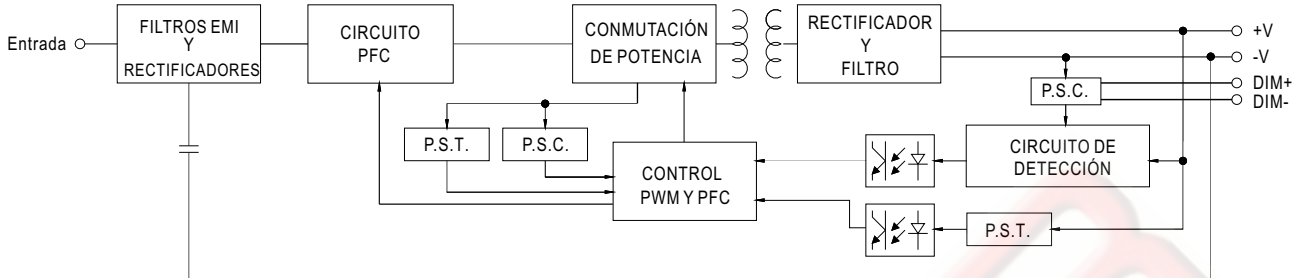 Entrada
FILTROS EMI
Y
RECTIFICADORES
CIRCUITO
PFC
CONMUTACIÓN
DE POTENCIA
RECTIFICADOR
Y
FILTRO
+V
-V
DIM+
DIM-
P.S.C.
P.S.T.
P.S.C.
CONTROL
PWM Y PFC
CIRCUITO DE
DETECCIÓN
P.S.T.